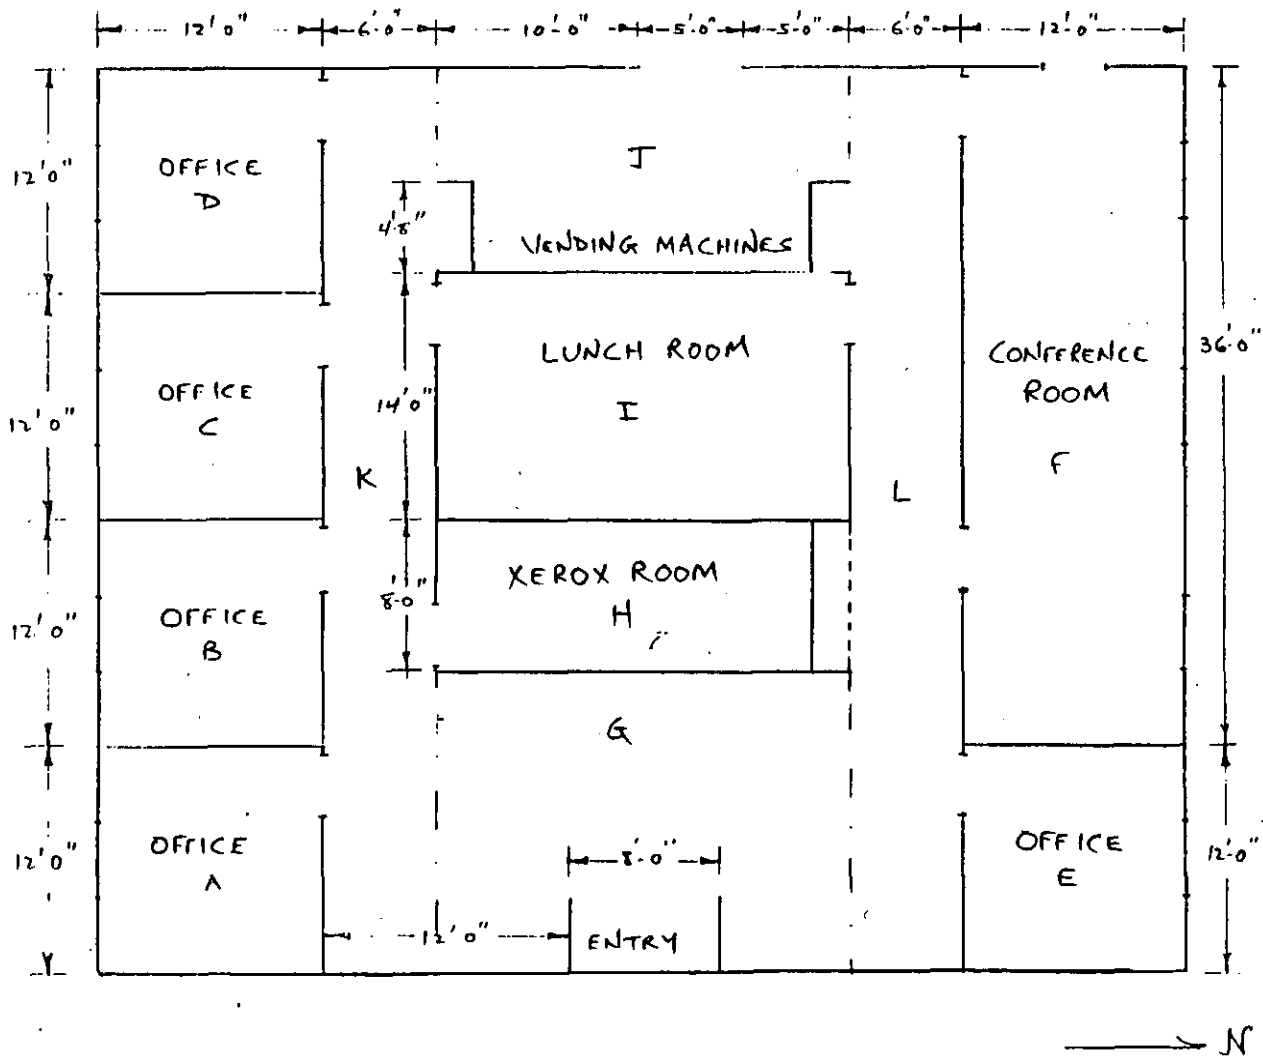 12'0" 6'0" 10'0" 5'0" 5'0" 6'0" 12'0"
12'0"
OFFICE
D
J
4'8"
VENDING MACHINES
12'0"
OFFICE
C
14'0"
LUNCH ROOM
I
CONFERENCE
ROOM
F
36'0"
K
L
12'0"
OFFICE
B
8'0"
XEROX ROOM
H
G
12'0"
OFFICE
A
8'0"
OFFICE
E
12'0"
12'0"
ENTRY
N